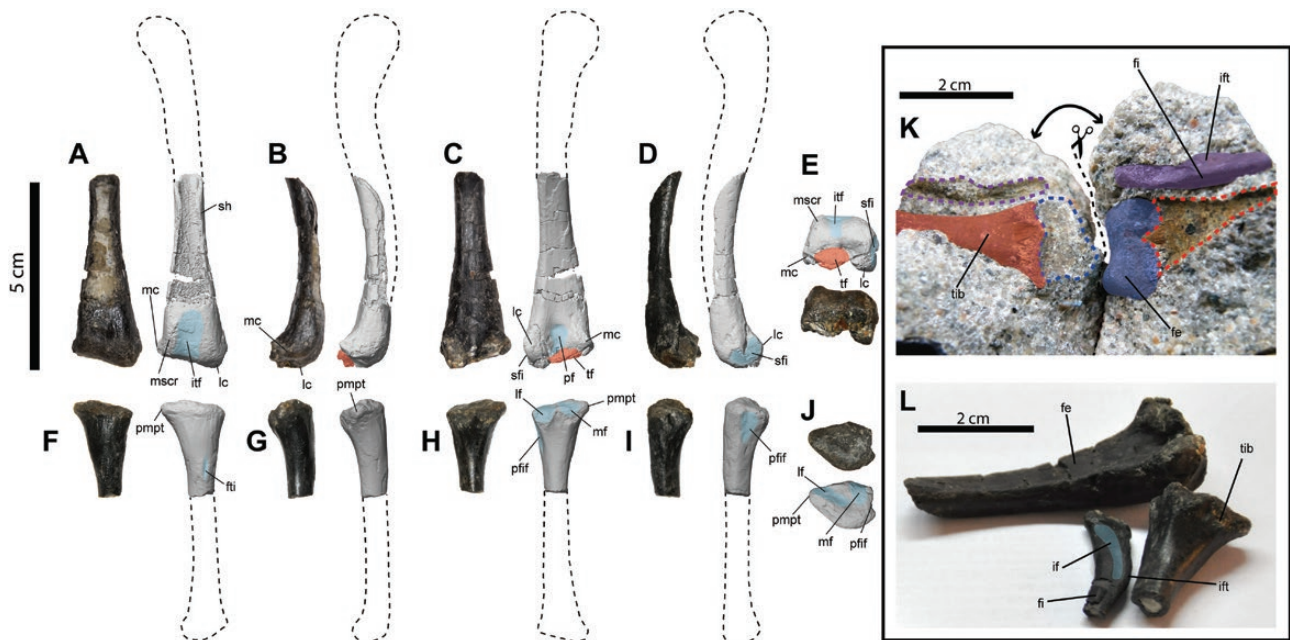 A
sh
mc
mscr
itf
lc
B
mc
lc
C
lc
mc
sfi
pf
tf
D
lc
sfi
E
mscr
itf
sfi
mc
tf
lc
5 cm
F
pmpt
fti
G
pmpt
H
lf
pmpt
mf
pfif
I
pfif
J
lf
pmpt
mf
pfif
K
2 cm
fi
ift
tib
fe
L
2 cm
fe
tib
if
fi
ift